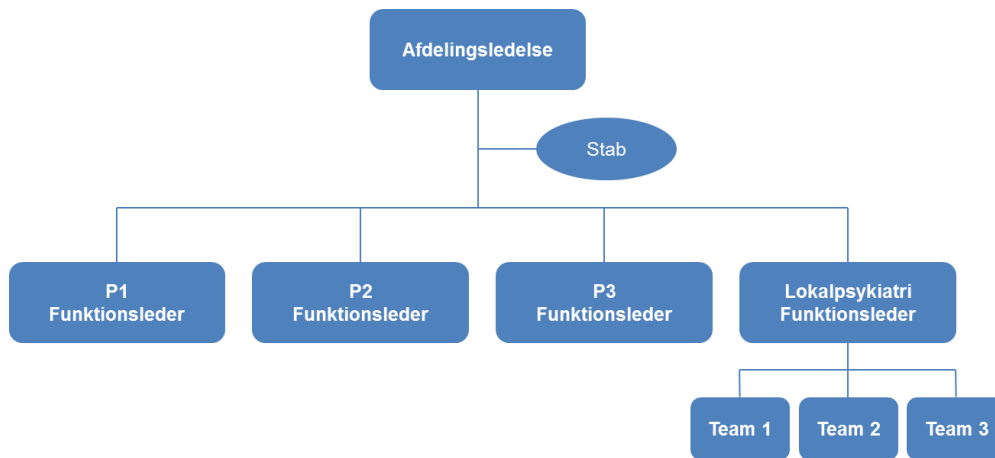 Afdelingsledelse
Stab
P1
Funktionsleder
P2
Funktionsleder
P3
Funktionsleder
Lokalpsykiatri
Funktionsleder
Team 1
Team 2
Team 3